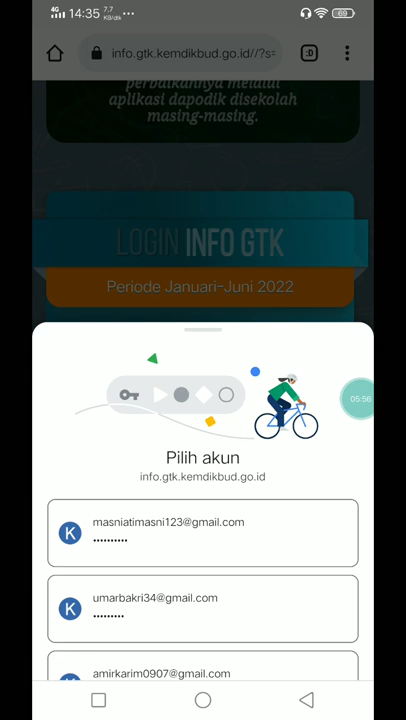 4G 14:35 7.7 KB/dtk ... 69
info.gtk.kemdikbud.go.id//?s= :D
perbaikannya melalui
aplikasi dapodik disekolah
masing-masing.
LOGIN INFO GTK
Periode Januari-Juni 2022
05:56
Pilih akun
info.gtk.kemdikbud.go.id
K masniatimasni123@gmail.com
••••••••••
K umarbakri34@gmail.com
•••••••••
amirkarim0907@gmail.com